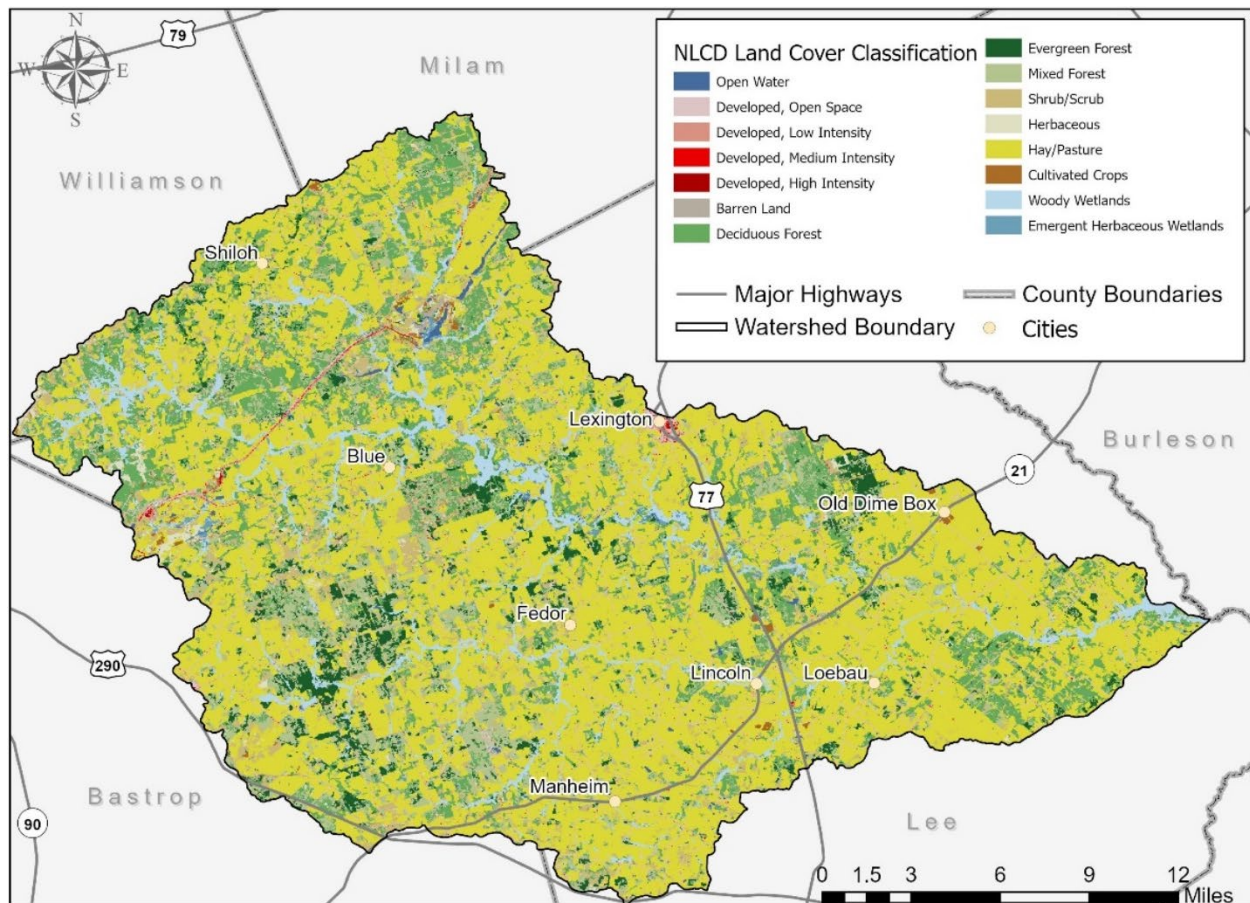 N
W E
S
79
Milam
Williamson
NLCD Land Cover Classification
Open Water
Developed, Open Space
Developed, Low Intensity
Developed, Medium Intensity
Developed, High Intensity
Barren Land
Deciduous Forest
Evergreen Forest
Mixed Forest
Shrub/Scrub
Herbaceous
Hay/Pasture
Cultivated Crops
Woody Wetlands
Emergent Herbaceous Wetlands
Major Highways
County Boundaries
Watershed Boundary
Cities
Shiloh
Lexington
Burleson
Blue
21
77
Old Dime Box
Fedor
290
Lincoln
Loebau
Manheim
Bastrop
90
Lee
0 1.5 3 6 9 12
Miles